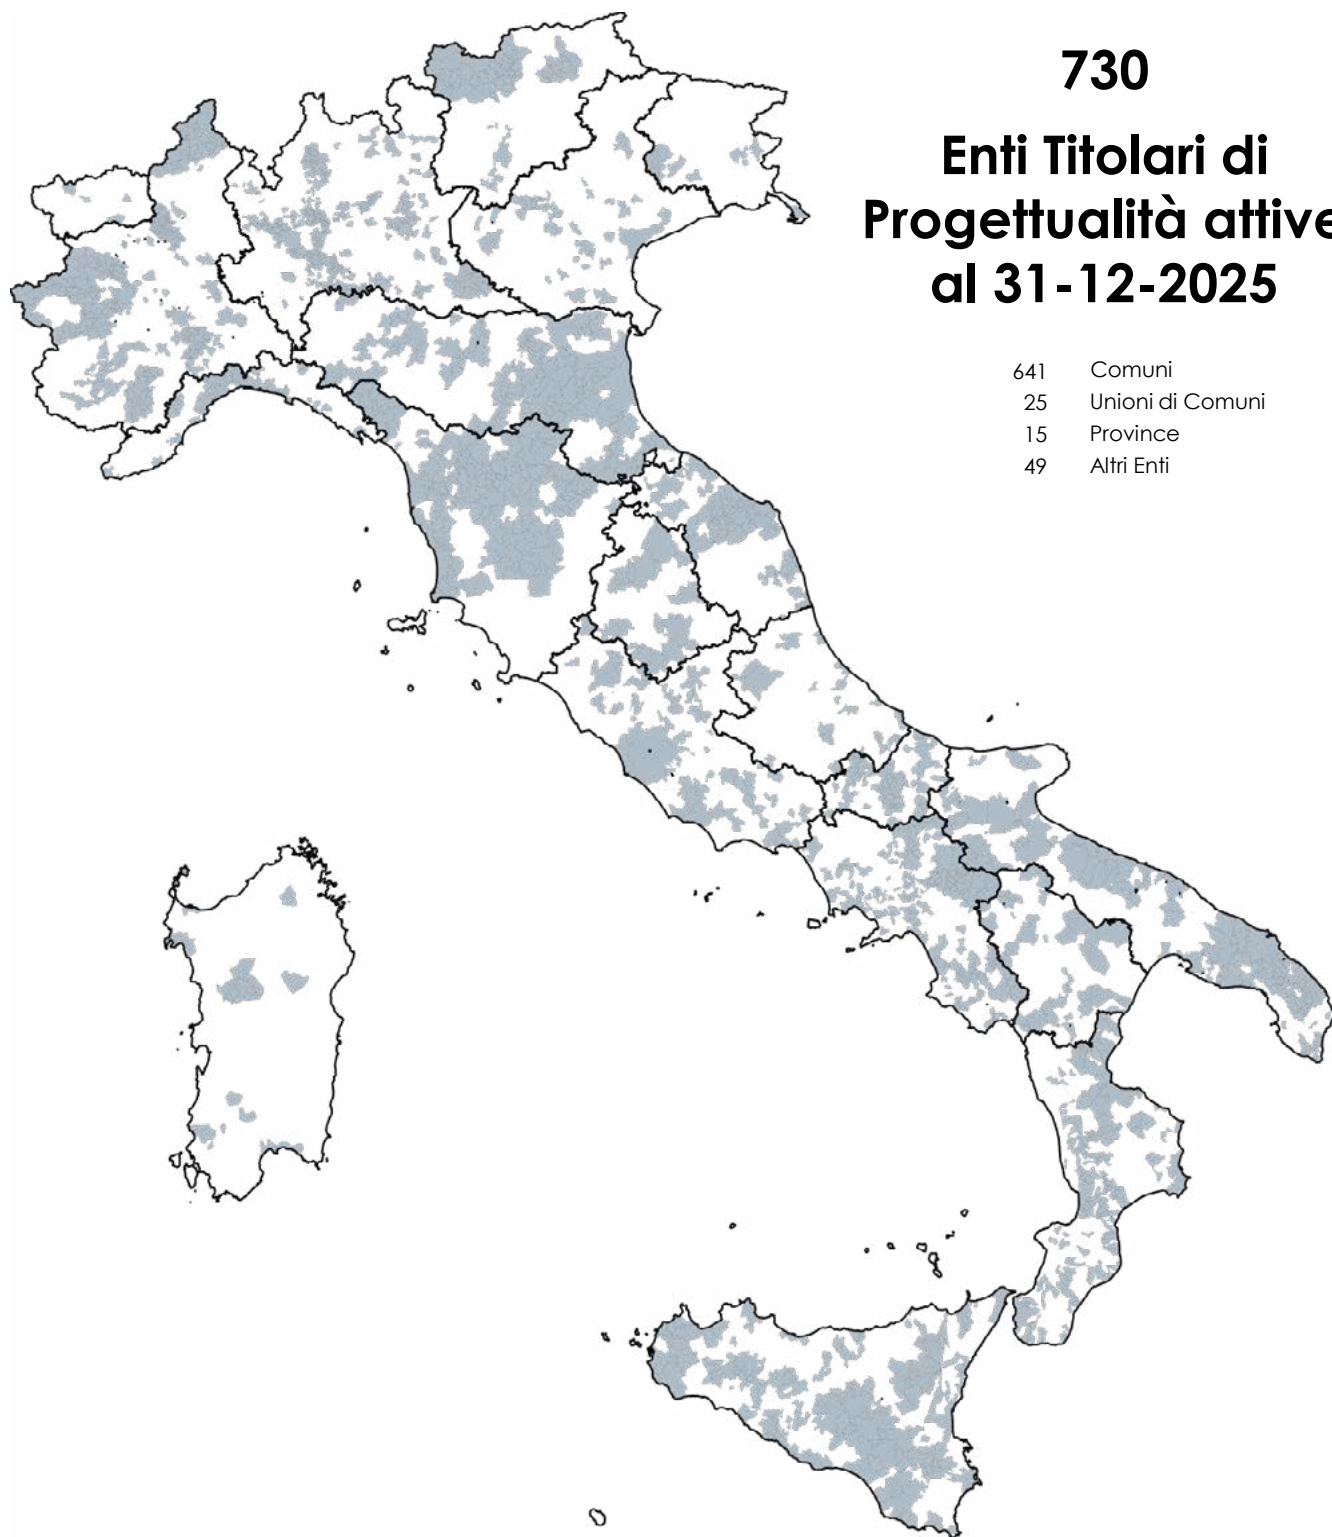 730
Enti Titolari di
Progettualità attive
al 31-12-2025
641 Comuni
25 Unioni di Comuni
15 Province
49 Altri Enti